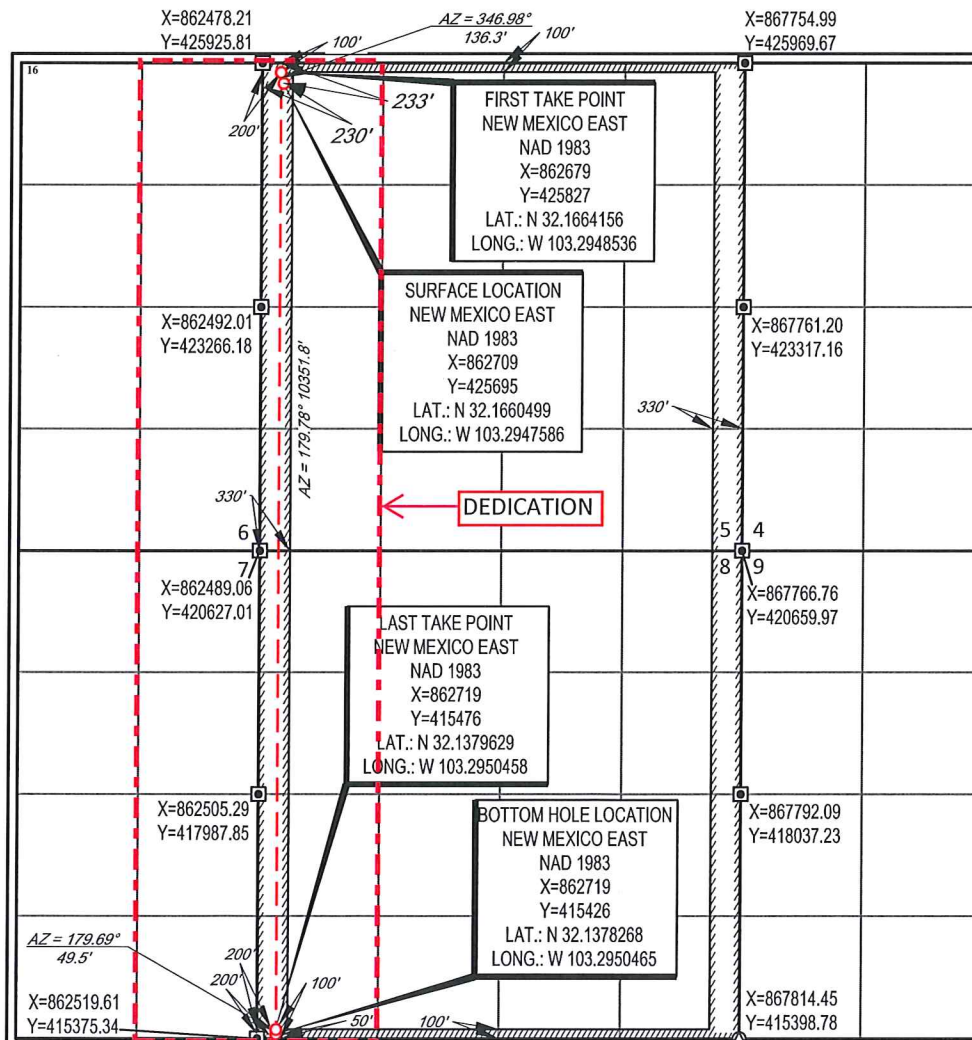 X=862478.21
Y=425925.81
AZ = 346.98°
136.3'
100'
100'
X=867754.99
Y=425969.67
16
233'
230'
200'
FIRST TAKE POINT
NEW MEXICO EAST
NAD 1983
X=862679
Y=425827
LAT.: N 32.1664156
LONG.: W 103.2948536
SURFACE LOCATION
NEW MEXICO EAST
NAD 1983
X=862709
Y=425695
LAT.: N 32.1660499
LONG.: W 103.2947586
X=862492.01
Y=423266.18
X=867761.20
Y=423317.16
AZ = 179.78° 10351.8'
330'
330'
DEDICATION
6
7
5 4
8 9
X=862489.06
Y=420627.01
X=867766.76
Y=420659.97
LAST TAKE POINT
NEW MEXICO EAST
NAD 1983
X=862719
Y=415476
LAT.: N 32.1379629
LONG.: W 103.2950458
X=862505.29
Y=417987.85
X=867792.09
Y=418037.23
BOTTOM HOLE LOCATION
NEW MEXICO EAST
NAD 1983
X=862719
Y=415426
LAT.: N 32.1378268
LONG.: W 103.2950465
AZ = 179.69°
49.5'
200'
200'
100'
50'
100'
X=862519.61
Y=415375.34
X=867814.45
Y=415398.78